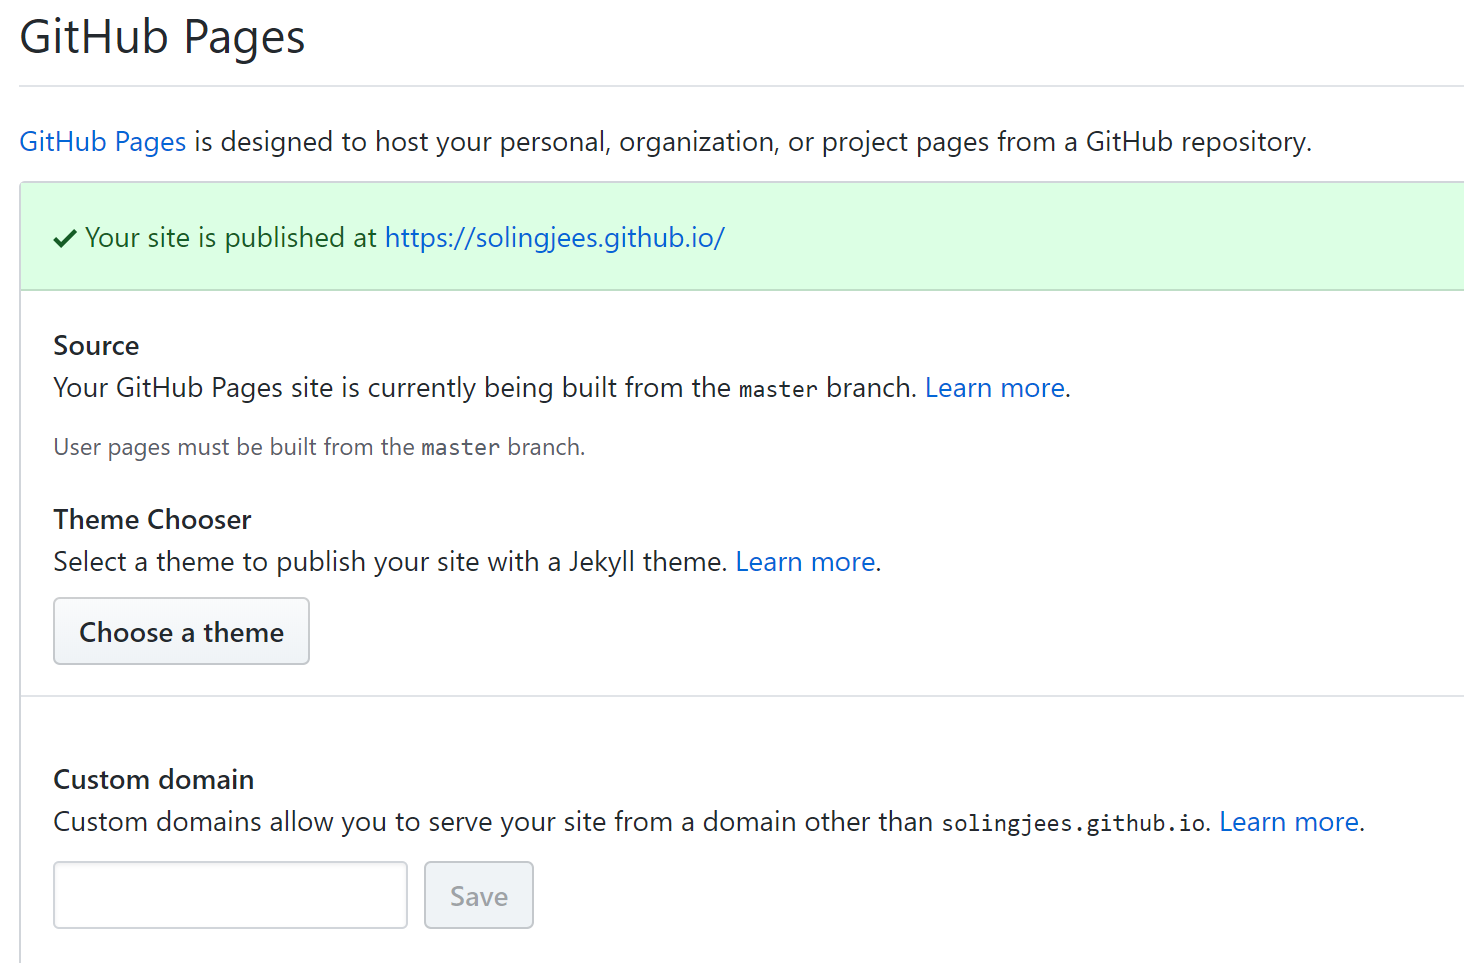 GitHub Pages
GitHub Pages is designed to host your personal, organization, or project pages from a GitHub repository.
Your site is published at https://solingjees.github.io/
Source
Your GitHub Pages site is currently being built from the master branch. Learn more.
User pages must be built from the master branch.
Theme Chooser
Select a theme to publish your site with a Jekyll theme. Learn more.
Choose a theme
Custom domain
Custom domains allow you to serve your site from a domain other than solingjees.github.io. Learn more.
Save